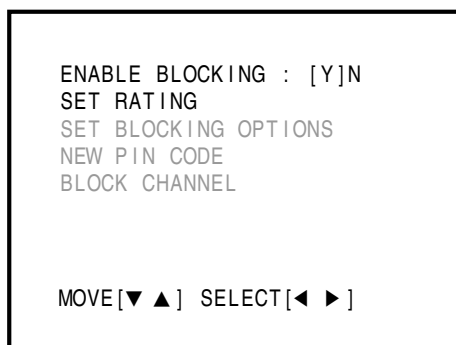 ENABLE BLOCKING : [Y]N
SET RATING
SET BLOCKING OPTIONS
NEW PIN CODE
BLOCK CHANNEL
MOVE[▼ ▲] SELECT[◀ ▶]